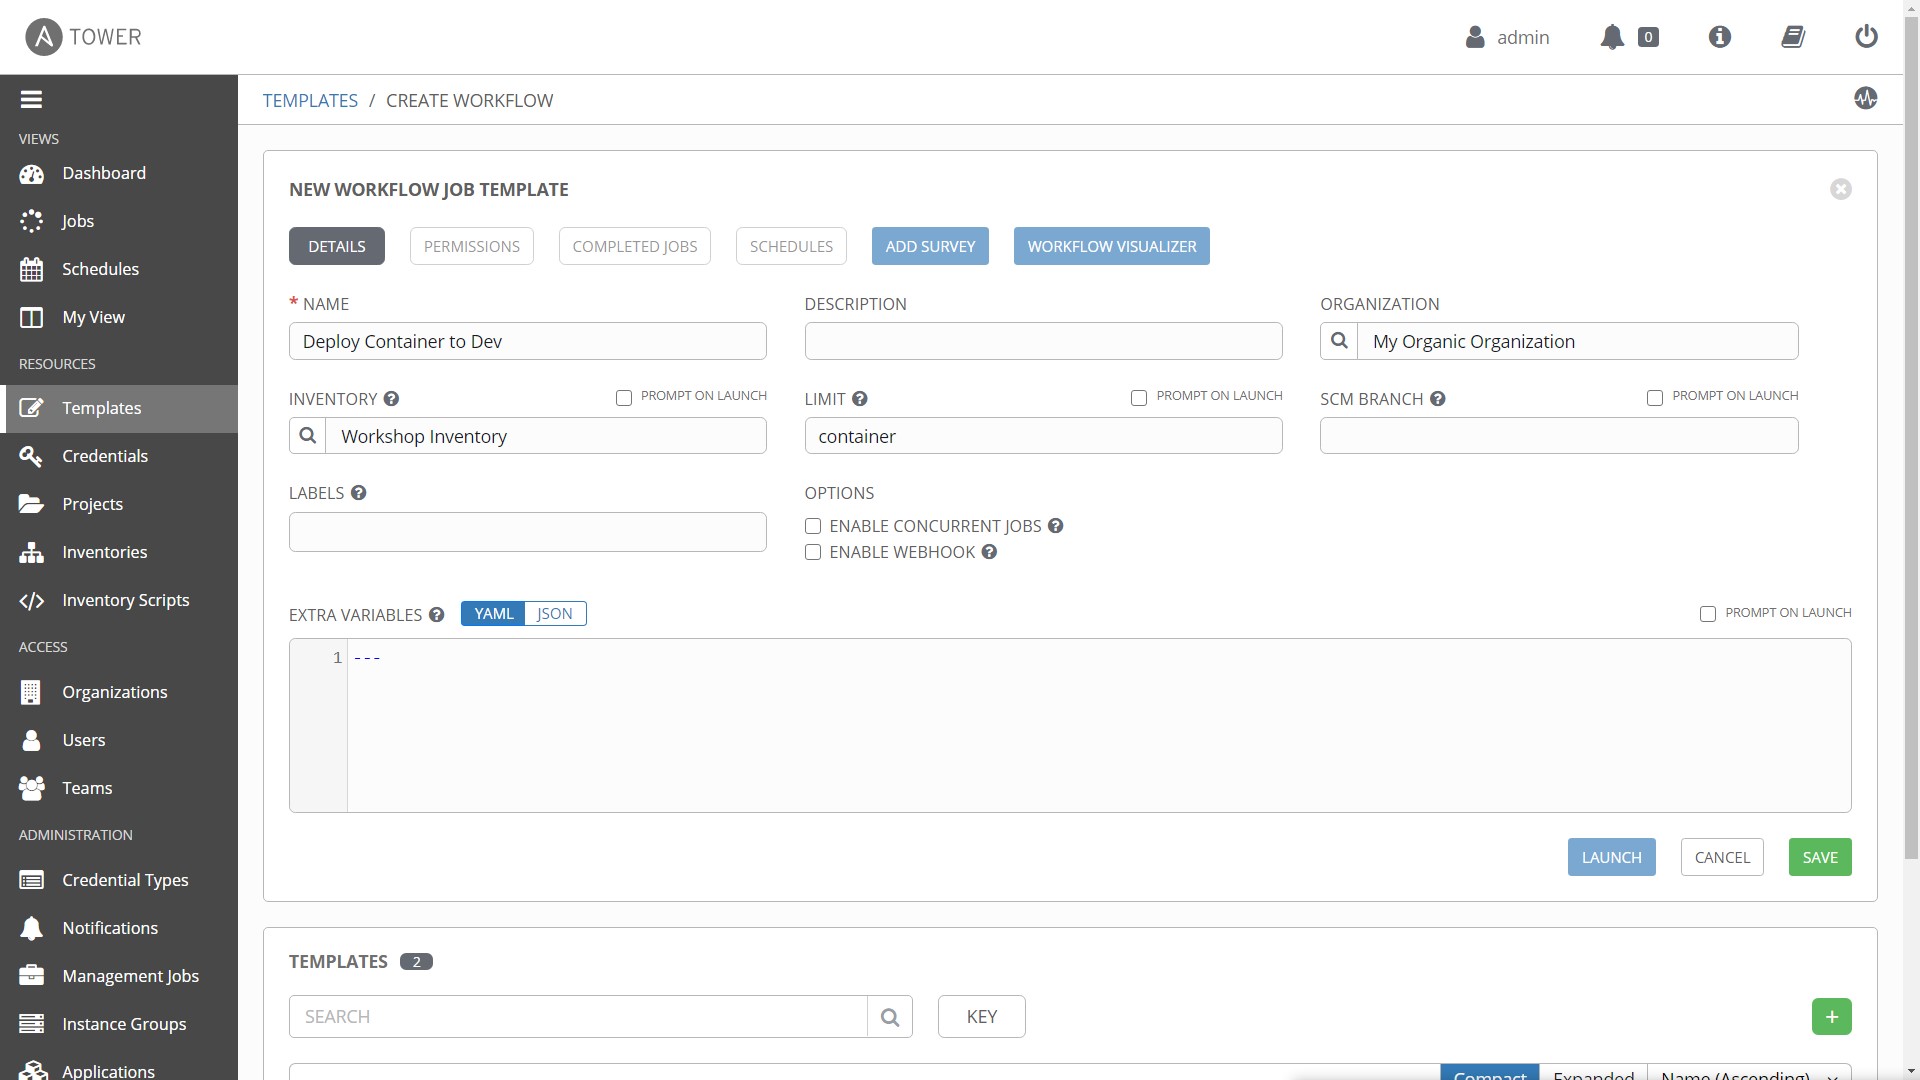 TOWER
admin
0
VIEWS
Dashboard
Jobs
Schedules
My View
RESOURCES
Templates
Credentials
Projects
Inventories
Inventory Scripts
ACCESS
Organizations
Users
Teams
ADMINISTRATION
Credential Types
Notifications
Management Jobs
Instance Groups
Applications
TEMPLATES / CREATE WORKFLOW
NEW WORKFLOW JOB TEMPLATE
DETAILS PERMISSIONS COMPLETED JOBS SCHEDULES ADD SURVEY WORKFLOW VISUALIZER
* NAME
Deploy Container to Dev
DESCRIPTION
ORGANIZATION
My Organic Organization
INVENTORY PROMPT ON LAUNCH
Workshop Inventory
LIMIT PROMPT ON LAUNCH
container
SCM BRANCH PROMPT ON LAUNCH
LABELS
OPTIONS
ENABLE CONCURRENT JOBS
ENABLE WEBHOOK
EXTRA VARIABLES YAML JSON PROMPT ON LAUNCH
1 ---
LAUNCH CANCEL SAVE
TEMPLATES 2
SEARCH KEY +
Compact Expanded Name (Ascending)